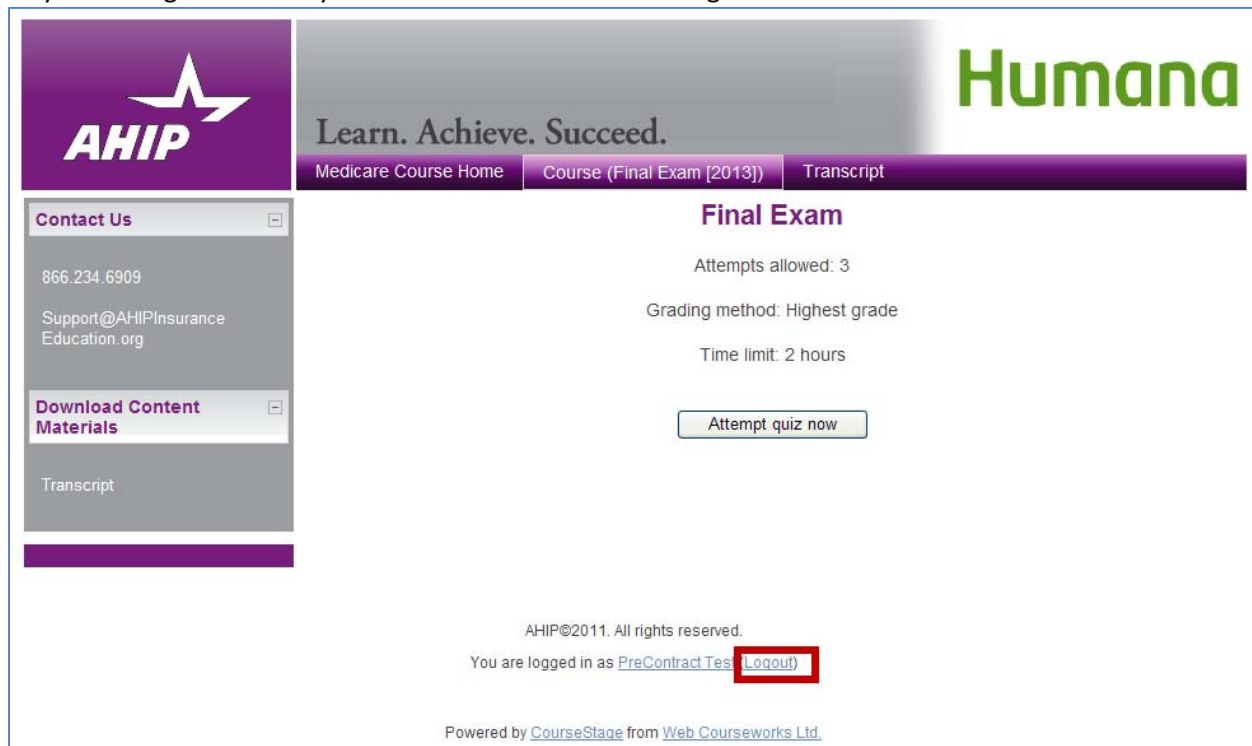 AHIP
Learn. Achieve. Succeed.
Humana
Medicare Course Home
Course (Final Exam [2013])
Transcript
Contact Us
866.234.6909
Support@AHIPInsurance
Education.org
Download Content
Materials
Transcript
Final Exam
Attempts allowed: 3
Grading method: Highest grade
Time limit: 2 hours
Attempt quiz now
AHIP©2011. All rights reserved.
You are logged in as PreContract Test (Logout)
Powered by CourseStage from Web Courseworks Ltd.